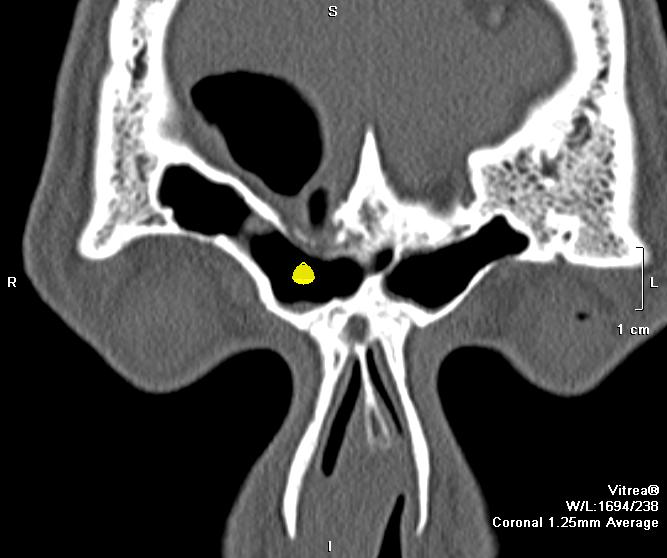 S
R
L
1 cm
Vitrea®
W/L:1694/238
Coronal 1.25mm Average
I